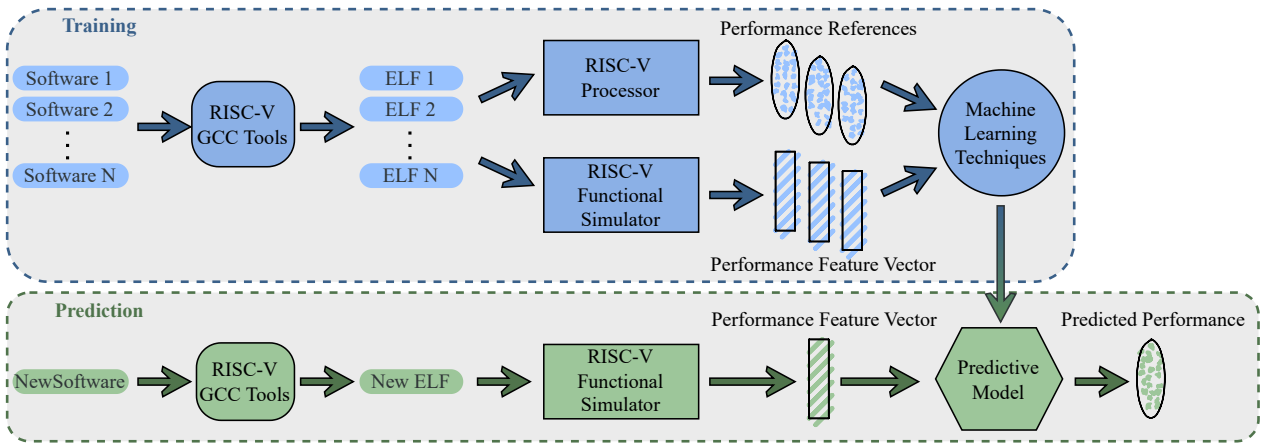 Training
Software 1
Software 2
Software N
RISC-V
GCC Tools
ELF 1
ELF 2
ELF N
RISC-V
Processor
RISC-V
Functional
Simulator
Performance References
Performance Feature Vector
Machine
Learning
Techniques
Prediction
NewSoftware
RISC-V
GCC Tools
New ELF
RISC-V
Functional
Simulator
Performance Feature Vector
Predictive
Model
Predicted Performance